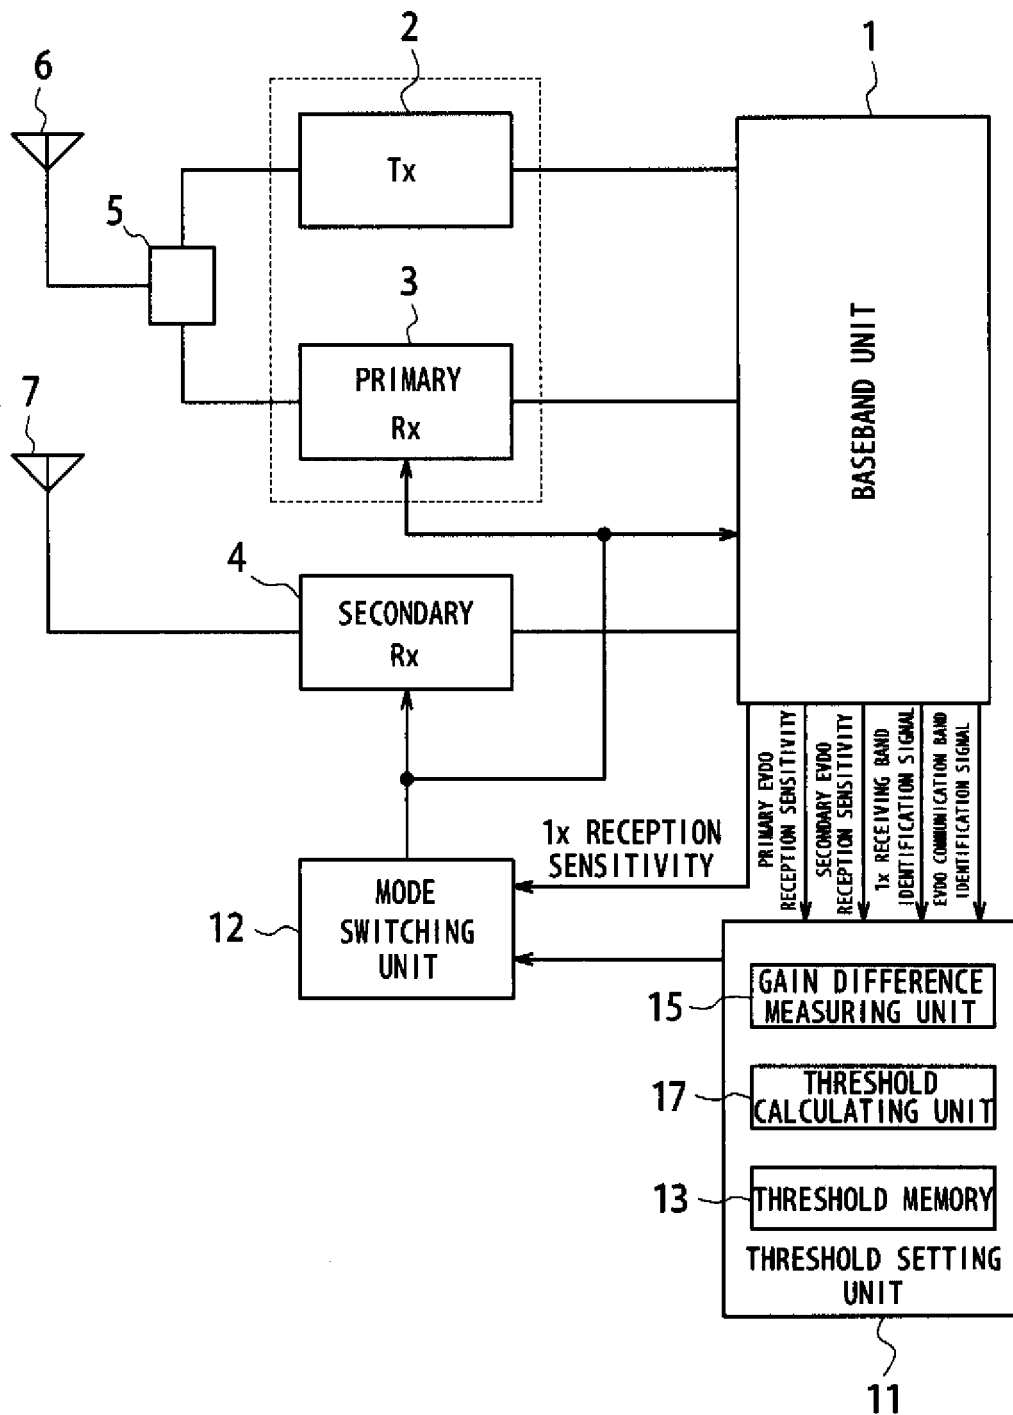 2
1
6
Tx
5
3
PRIMARY
Rx
7
BASEBAND UNIT
4
SECONDARY
Rx
PRIMARY EVDO
RECEPTION SENSITIVITY
SECONDARY EVDO
RECEPTION SENSITIVITY
1x RECEIVING BAND
IDENTIFICATION SIGNAL
EVDO COMMUNICATION BAND
IDENTIFICATION SIGNAL
1x RECEPTION
SENSITIVITY
12
MODE
SWITCHING
UNIT
15
GAIN DIFFERENCE
MEASURING UNIT
17
THRESHOLD
CALCULATING UNIT
13
THRESHOLD MEMORY
THRESHOLD SETTING
UNIT
11